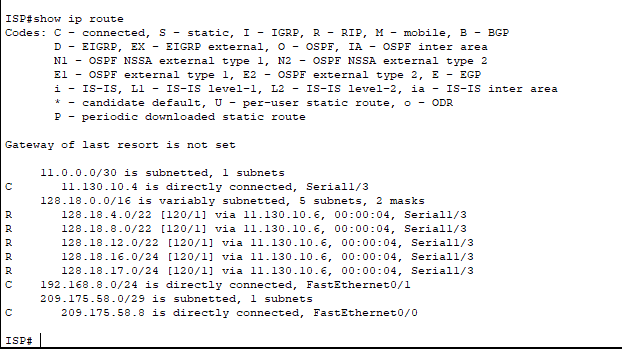 ISP#show ip route
Codes: C - connected, S - static, I - IGRP, R - RIP, M - mobile, B - BGP
       D - EIGRP, EX - EIGRP external, O - OSPF, IA - OSPF inter area
       N1 - OSPF NSSA external type 1, N2 - OSPF NSSA external type 2
       E1 - OSPF external type 1, E2 - OSPF external type 2, E - EGP
       i - IS-IS, L1 - IS-IS level-1, L2 - IS-IS level-2, ia - IS-IS inter area
       * - candidate default, U - per-user static route, o - ODR
       P - periodic downloaded static route

Gateway of last resort is not set

     11.0.0.0/30 is subnetted, 1 subnets
C       11.130.10.4 is directly connected, Serial1/3
     128.18.0.0/16 is variably subnetted, 5 subnets, 2 masks
R       128.18.4.0/22 [120/1] via 11.130.10.6, 00:00:04, Serial1/3
R       128.18.8.0/22 [120/1] via 11.130.10.6, 00:00:04, Serial1/3
R       128.18.12.0/22 [120/1] via 11.130.10.6, 00:00:04, Serial1/3
R       128.18.16.0/24 [120/1] via 11.130.10.6, 00:00:04, Serial1/3
R       128.18.17.0/24 [120/1] via 11.130.10.6, 00:00:04, Serial1/3
C    192.168.8.0/24 is directly connected, FastEthernet0/1
     209.175.58.0/29 is subnetted, 1 subnets
C       209.175.58.8 is directly connected, FastEthernet0/0

ISP#